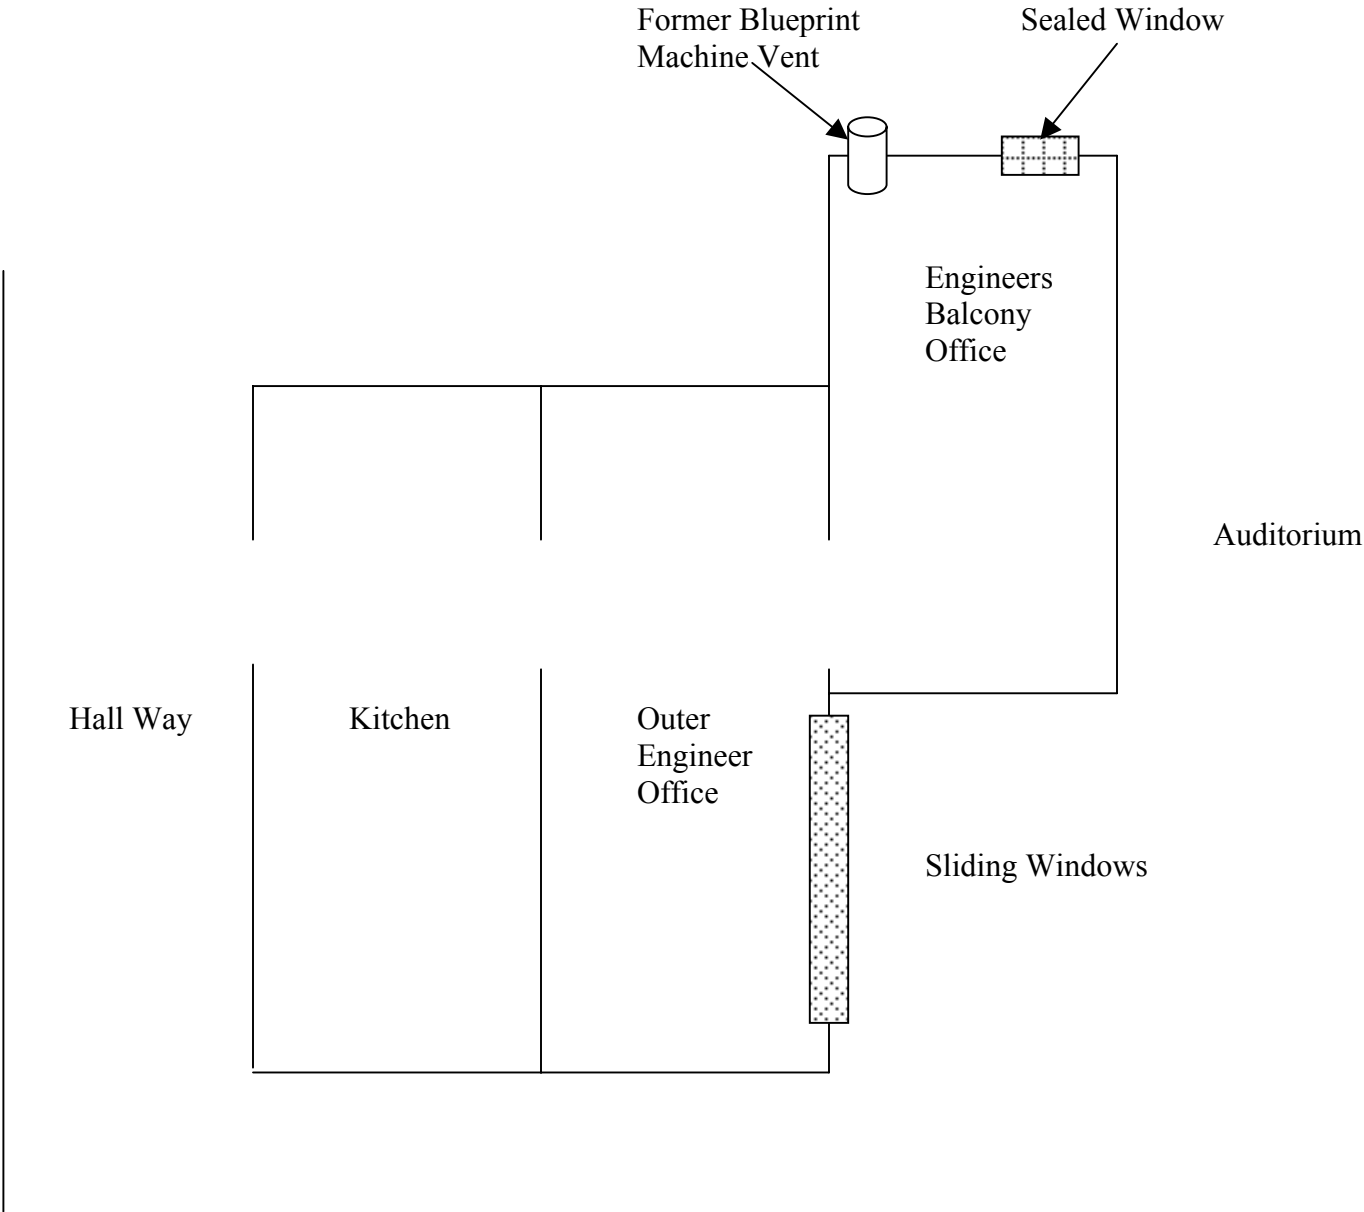 Former Blueprint
Machine Vent
Sealed Window
Engineers
Balcony
Office
Auditorium
Hall Way
Kitchen
Outer
Engineer
Office
Sliding Windows